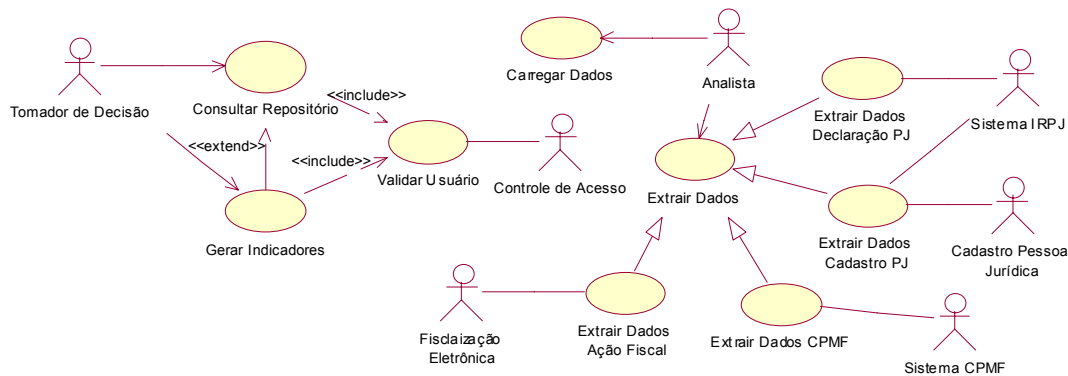 Tomador de Decisão
Consultar Repositório
<<include>>
<<extend>>
<<include>>
Validar Usuário
Controle de Acesso
Gerar Indicadores
Carregar Dados
Analista
Extrair Dados
Declaração PJ
Sistema IRPJ
Extrair Dados
Extrair Dados
Cadastro PJ
Cadastro Pessoa
Jurídica
Fisclaização
Eletrônica
Extrair Dados
Ação Fiscal
Extrair Dados CPMF
Sistema CPMF